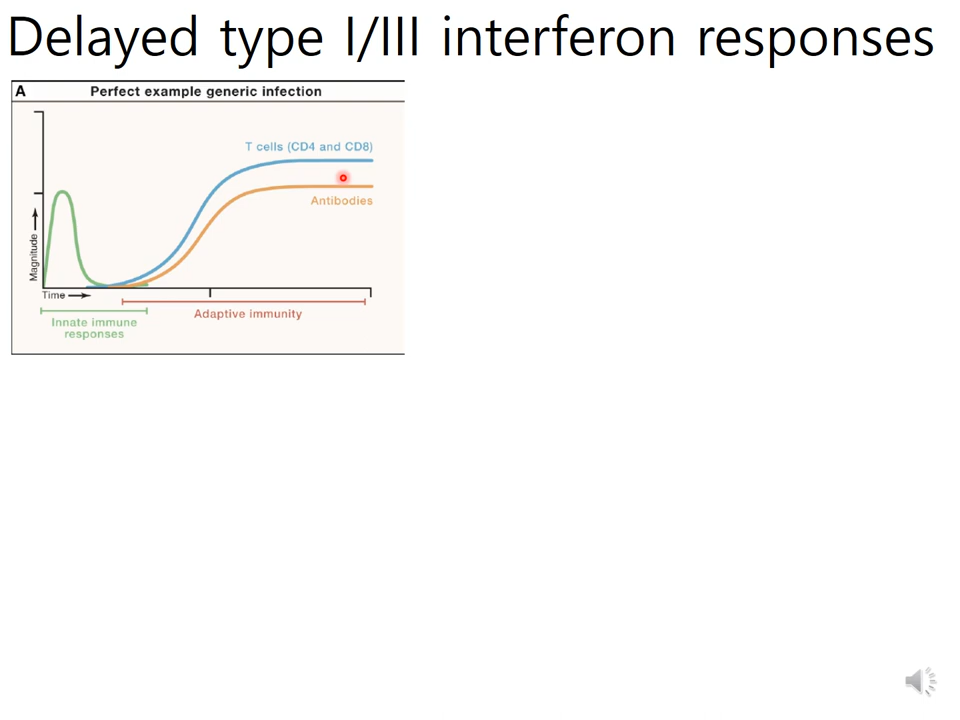 Delayed type I/III interferon responses
A Perfect example generic infection
T cells (CD4 and CD8)
Antibodies
Magnitude
Time
Adaptive immunity
Innate immune
responses